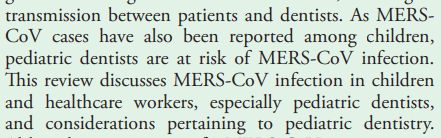 transmission between patients and dentists. As MERS-
CoV cases have also been reported among children,
pediatric dentists are at risk of MERS-CoV infection.
This review discusses MERS-CoV infection in children
and healthcare workers, especially pediatric dentists,
and considerations pertaining to pediatric dentistry.